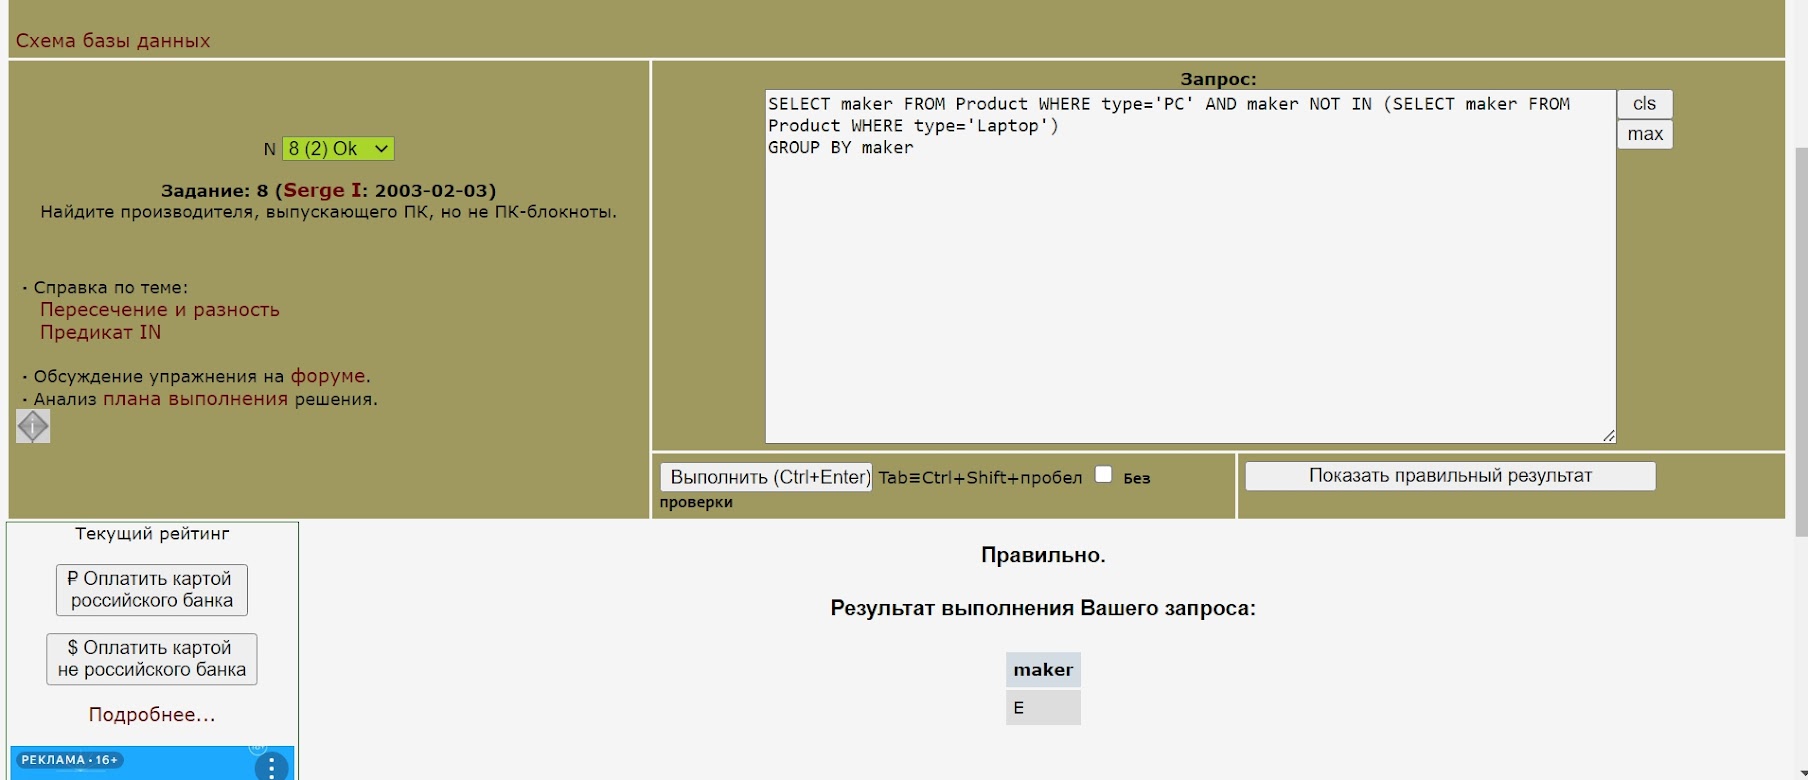 Схема базы данных
N 8 (2) Ok
Задание: 8 (Serge I: 2003-02-03)
Найдите производителя, выпускающего ПК, но не ПК-блокноты.
· Справка по теме:
Пересечение и разность
Предикат IN
· Обсуждение упражнения на форуме.
· Анализ плана выполнения решения.
i
Запрос:
SELECT maker FROM Product WHERE type='PC' AND maker NOT IN (SELECT maker FROM
Product WHERE type='Laptop')
GROUP BY maker
cls
max
Выполнить (Ctrl+Enter) Tab≡Ctrl+Shift+пробел Без
проверки
Показать правильный результат
Текущий рейтинг
₽ Оплатить картой
российского банка
$ Оплатить картой
не российского банка
Подробнее...
РЕКЛАМА • 16+
Правильно.
Результат выполнения Вашего запроса:
maker
E